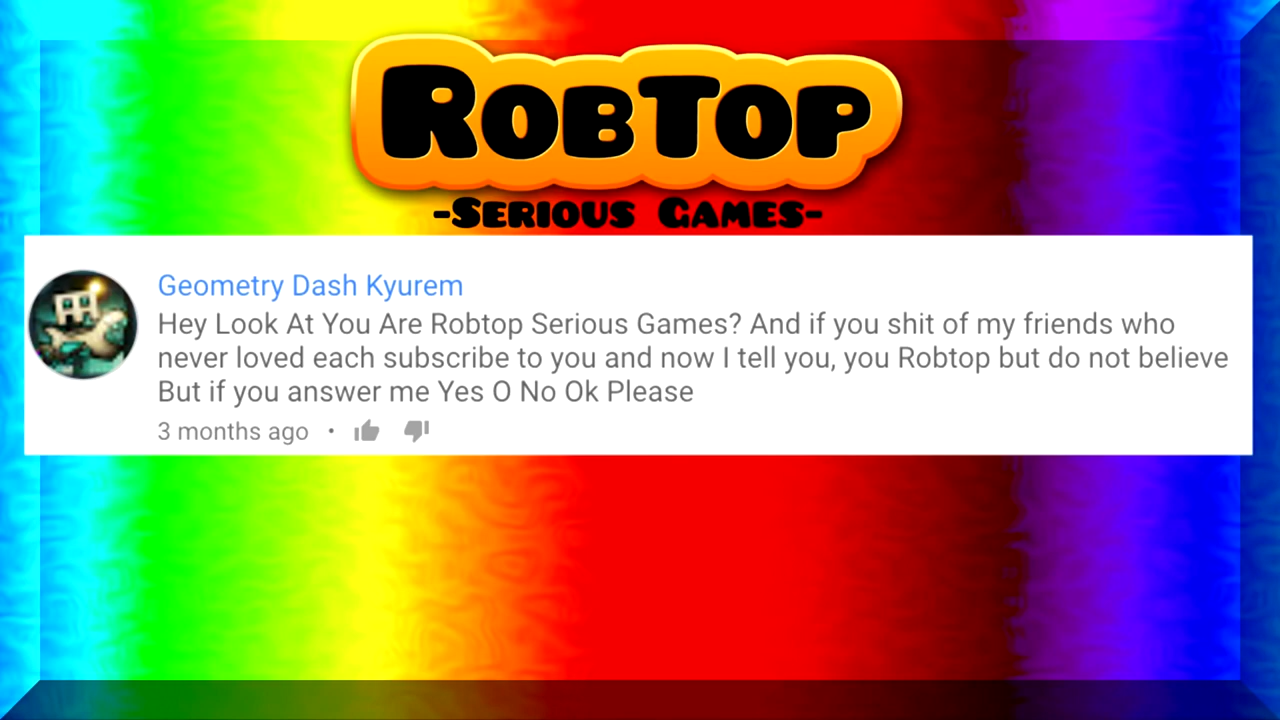 RobTop
-Serious Games-
Geometry Dash Kyurem
Hey Look At You Are Robtop Serious Games? And if you shit of my friends who
never loved each subscribe to you and now I tell you, you Robtop but do not believe
But if you answer me Yes O No Ok Please
3 months ago •